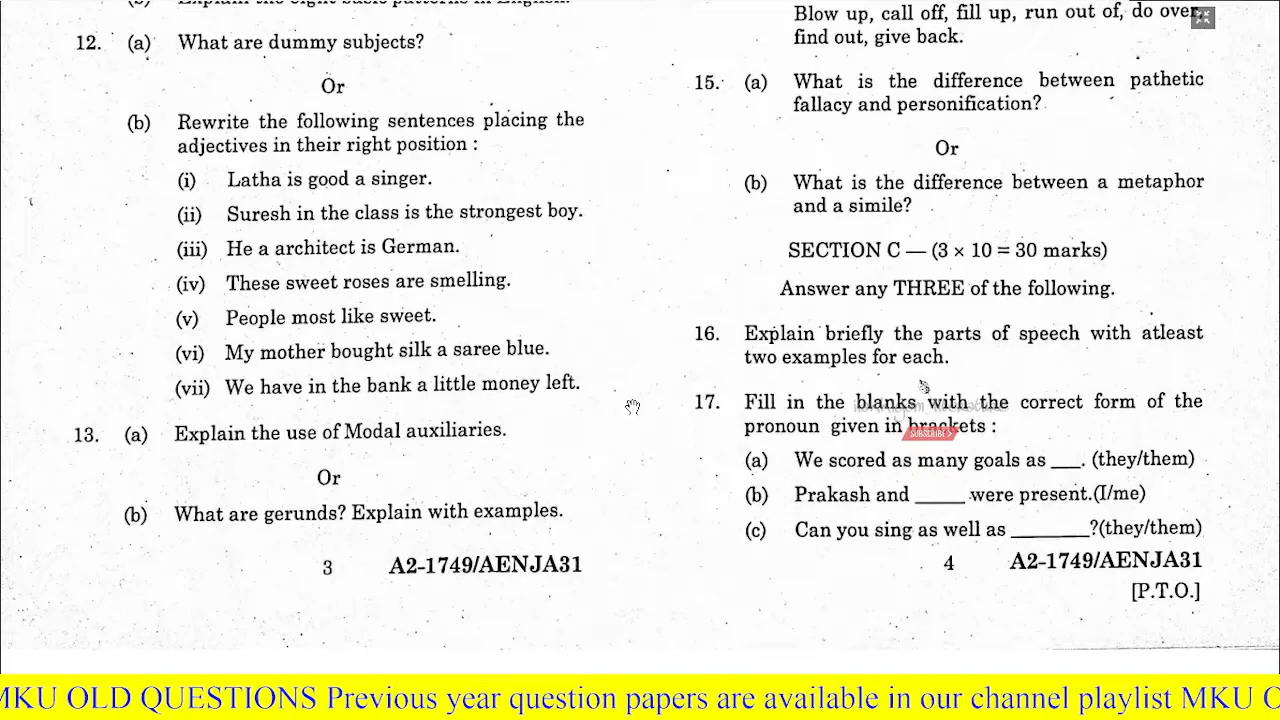 12. (a) What are dummy subjects?
Or
(b) Rewrite the following sentences placing the
adjectives in their right position :
(i) Latha is good a singer.
(ii) Suresh in the class is the strongest boy.
(iii) He a architect is German.
(iv) These sweet roses are smelling.
(v) People most like sweet.
(vi) My mother bought silk a saree blue.
(vii) We have in the bank a little money left.
13. (a) Explain the use of Modal auxiliaries.
Or
(b) What are gerunds? Explain with examples.
3 A2-1749/AENJA31
Blow up, call off, fill up, run out of, do over,
find out, give back.
15. (a) What is the difference between pathetic
fallacy and personification?
Or
(b) What is the difference between a metaphor
and a simile?
SECTION C — (3 × 10 = 30 marks)
Answer any THREE of the following.
16. Explain briefly the parts of speech with atleast
two examples for each.
17. Fill in the blanks with the correct form of the
pronoun given in brackets :
SUBSCRIBE >
(a) We scored as many goals as ___. (they/them)
(b) Prakash and _____ were present.(I/me)
(c) Can you sing as well as ________?(they/them)
4 A2-1749/AENJA31
[P.T.O.]
MKU OLD QUESTIONS Previous year question papers are available in our channel playlist MKU